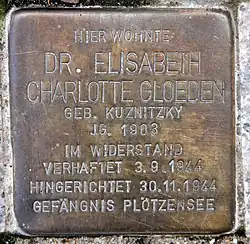 HIER WOHNTE
DR. ELISABETH
CHARLOTTE GLOEDEN
GEB. KUZNITZKY
JG. 1903
IM WIDERSTAND
VERHAFTET 3.9.1944
HINGERICHTET 30.11.1944
GEFÄNGNIS PLÖTZENSEE